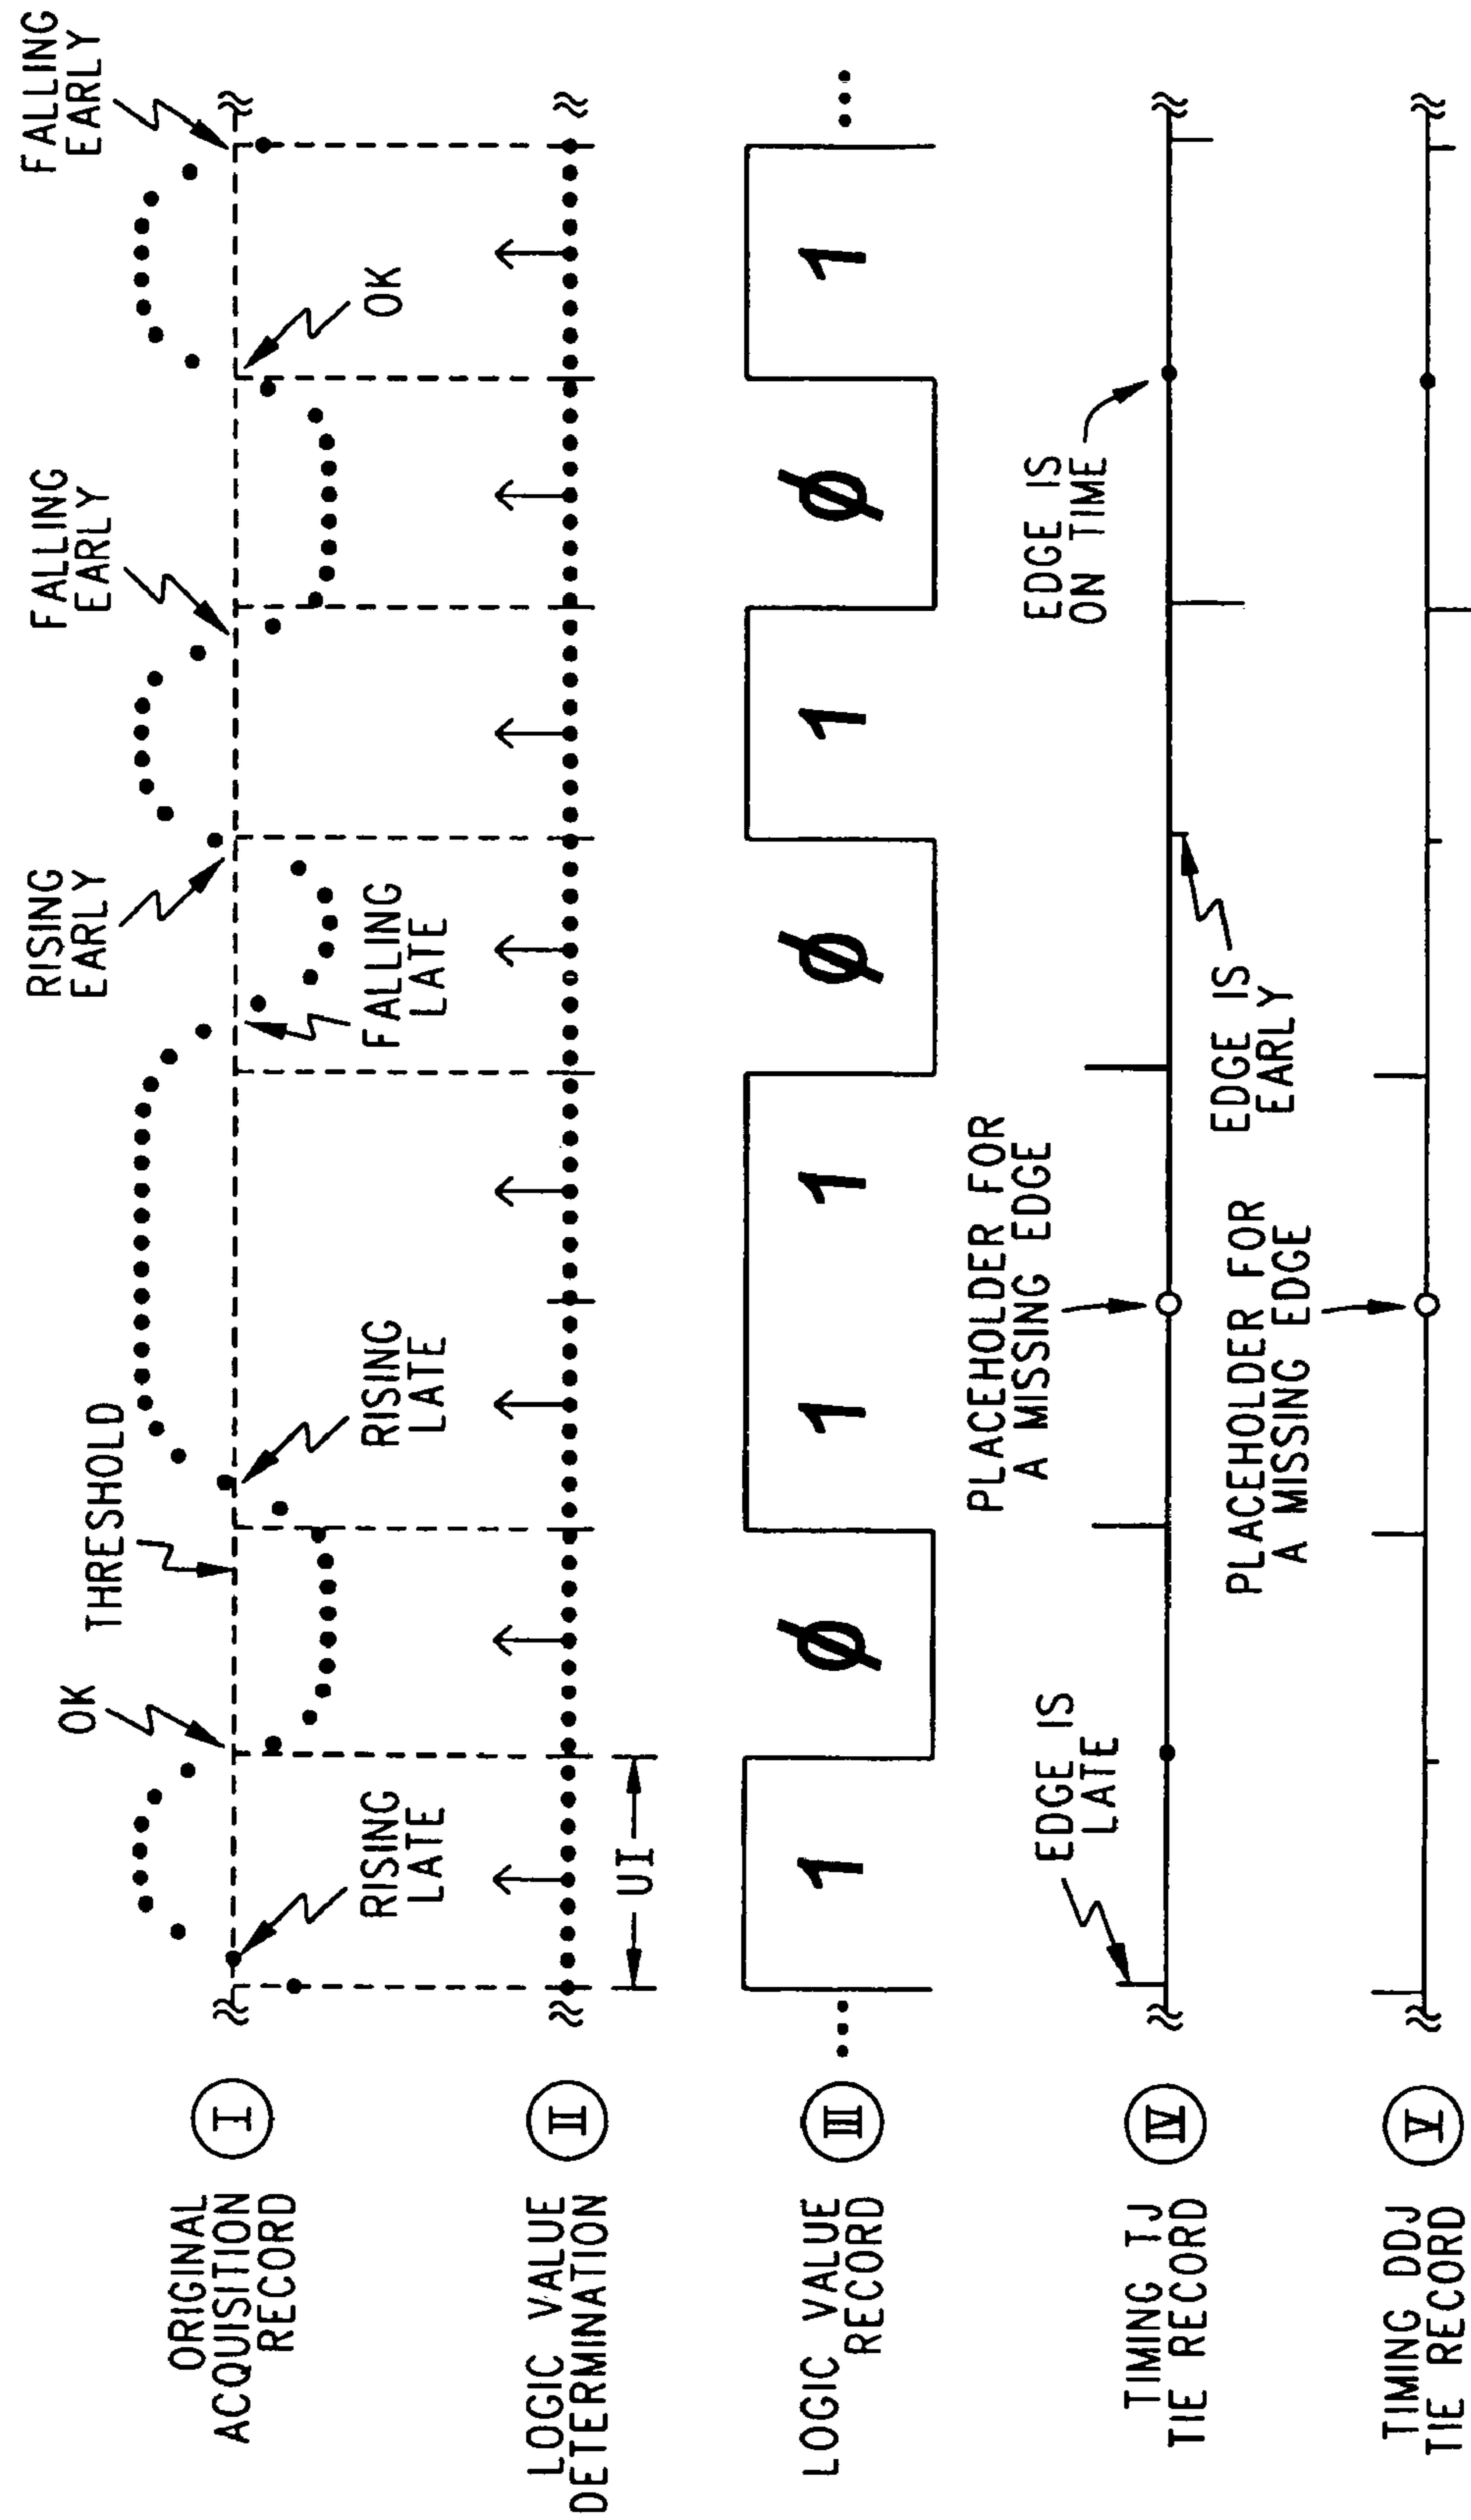 ORIGINAL
ACQUISITION
RECORD
I
OK
THRESHOLD
RISING
EARLY
FALLING
EARLY
FALLING
EARLY
RISING
LATE
RISING
LATE
FALLING
LATE
OK
LOGIC VALUE
DETERMINATION
II
UI
LOGIC VALUE
RECORD
III
1 Ø 1 1 Ø 1 Ø 1
TIMING TJ
TIE RECORD
IV
EDGE IS
LATE
PLACEHOLDER FOR
A MISSING EDGE
EDGE IS
ON TIME
EDGE IS
EARLY
TIMING DDJ
TIE RECORD
V
PLACEHOLDER FOR
A MISSING EDGE